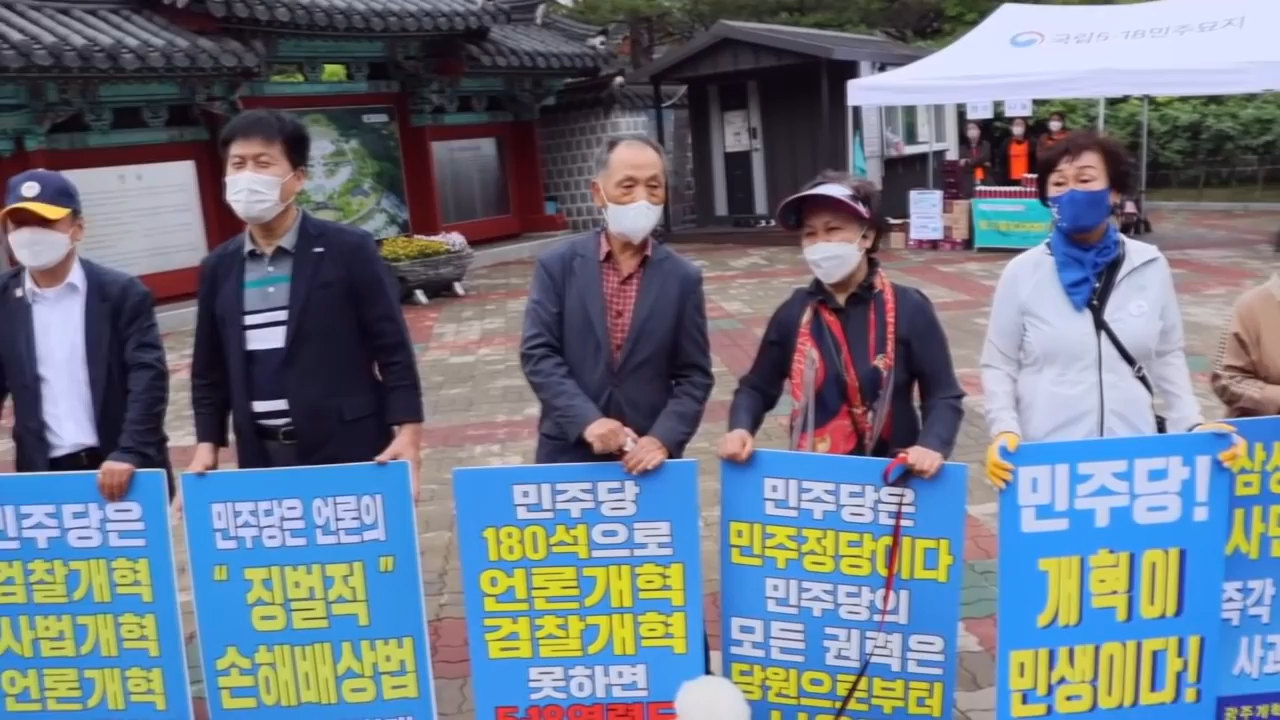 국립5·18민주묘지
민주당은
검찰개혁
사법개혁
언론개혁
민주당은 언론의
" 징벌적 "
손해배상법
민주당
180석으로
언론개혁
검찰개혁
못하면
민주당은
민주정당이다
민주당의
모든 권력은
당원으로부터
민주당!
개혁이
민생이다!
즉각